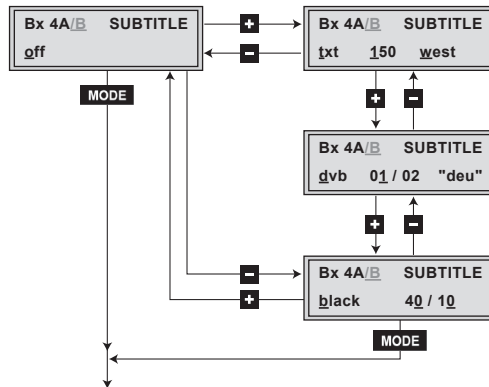 Bx 4A/B SUBTITLE
off
+
-
Bx 4A/B SUBTITLE
txt 150 west
MODE
+ -
Bx 4A/B SUBTITLE
dvb 01 / 02 "deu"
+ -
-
+
Bx 4A/B SUBTITLE
black 40 / 10
MODE